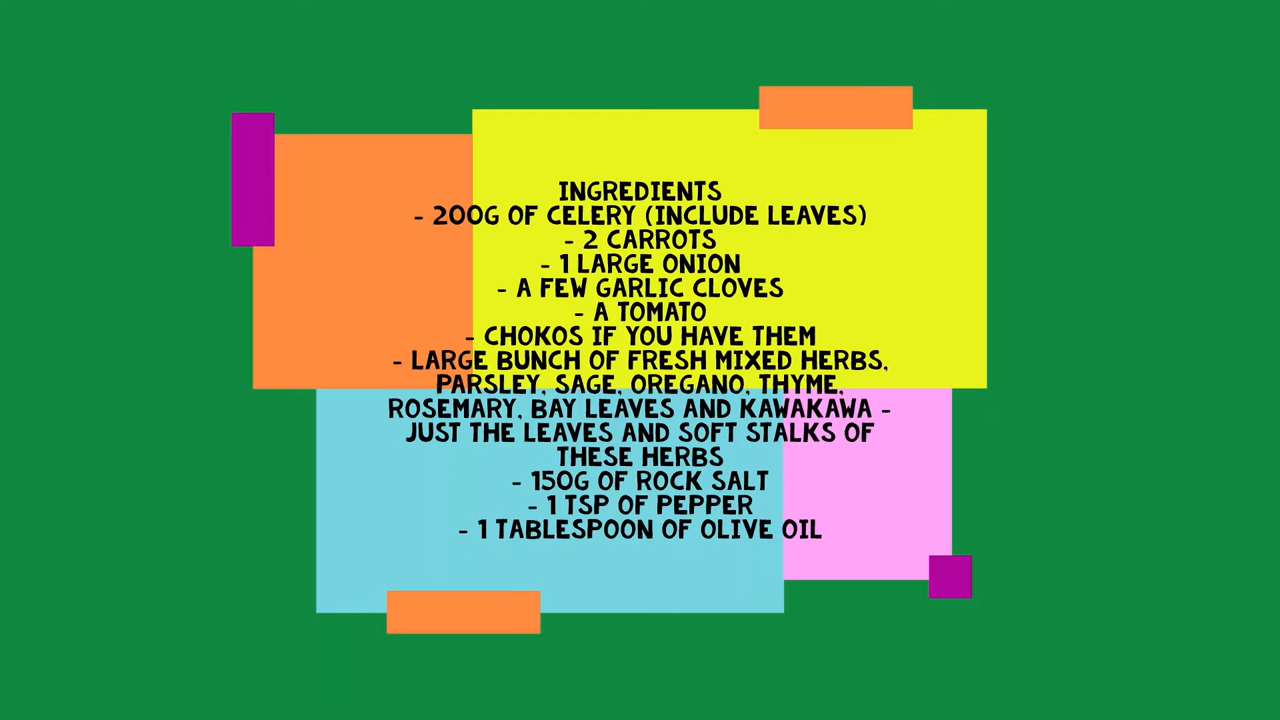 INGREDIENTS
- 200G OF CELERY (INCLUDE LEAVES)
- 2 CARROTS
- 1 LARGE ONION
- A FEW GARLIC CLOVES
- A TOMATO
- CHOKOS IF YOU HAVE THEM
- LARGE BUNCH OF FRESH MIXED HERBS,
PARSLEY, SAGE, OREGANO, THYME,
ROSEMARY, BAY LEAVES AND KAWAKAWA -
JUST THE LEAVES AND SOFT STALKS OF
THESE HERBS
- 150G OF ROCK SALT
- 1 TSP OF PEPPER
- 1 TABLESPOON OF OLIVE OIL